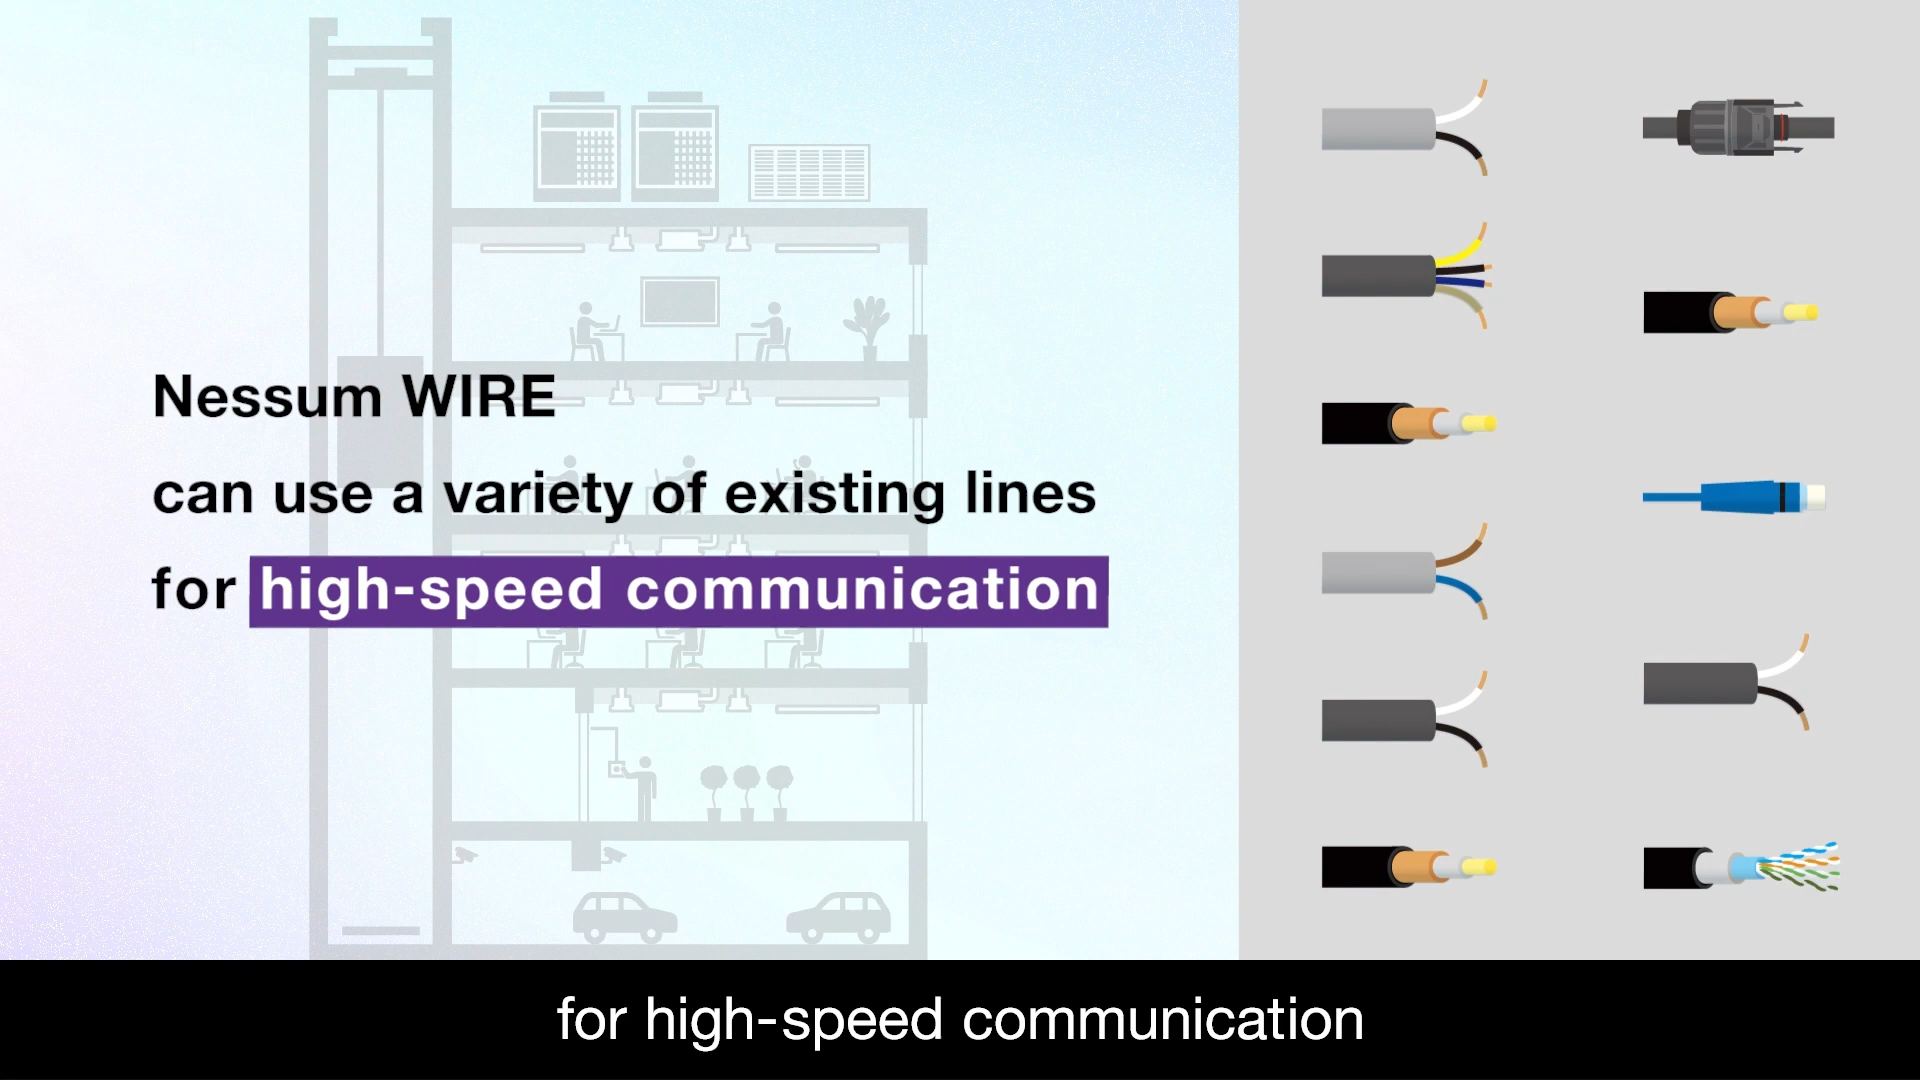 Nessum WIRE
can use a variety of existing lines
for high-speed communication
for high-speed communication